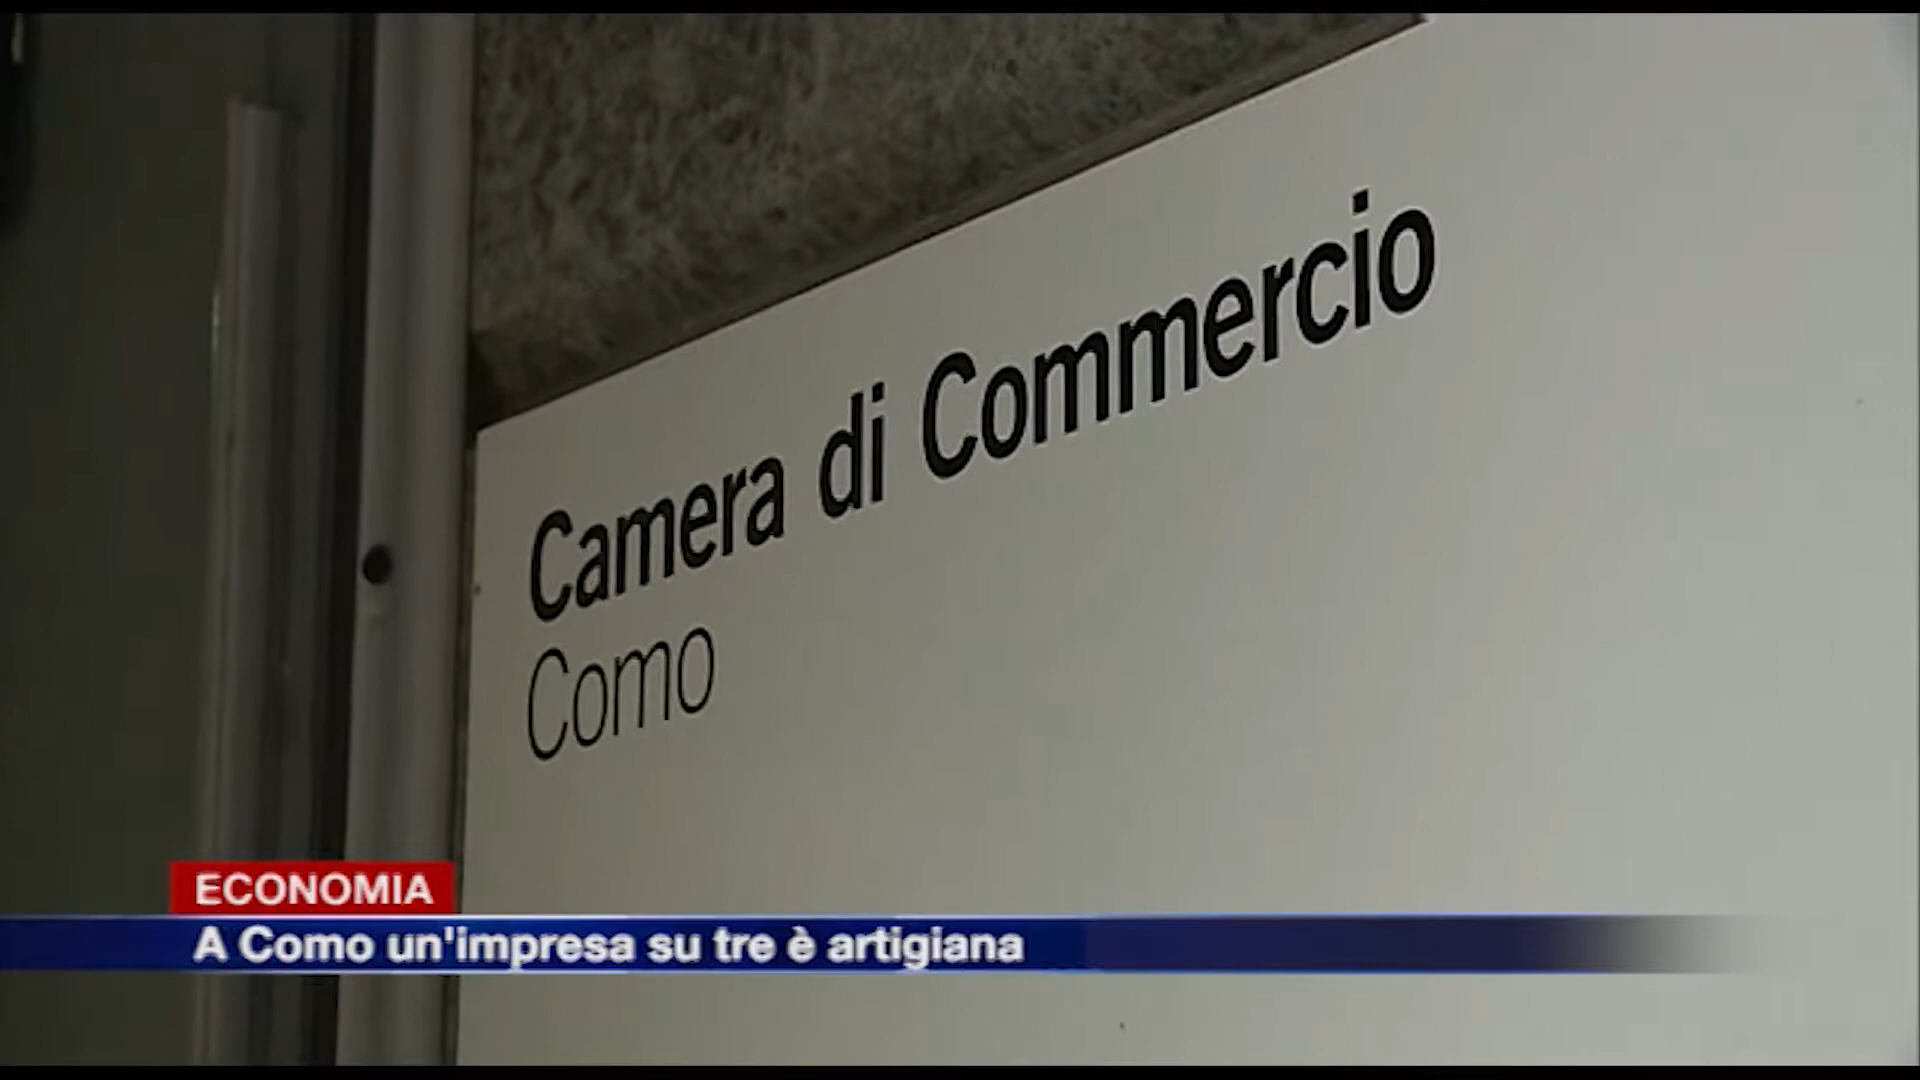 Camera di Commercio
Como
ECONOMIA
A Como un'impresa su tre è artigiana